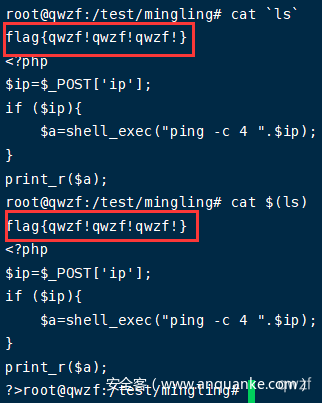 root@qwzf:/test/mingling# cat `ls`
flag{qwzf!qwzf!qwzf!}
<?php
$ip=$_POST['ip'];
if ($ip){
    $a=shell_exec("ping -c 4 ".$ip);
}
print_r($a);
root@qwzf:/test/mingling# cat $(ls)
flag{qwzf!qwzf!qwzf!}
<?php
$ip=$_POST['ip'];
if ($ip){
    $a=shell_exec("ping -c 4 ".$ip);
}
print_r($a);
?>root@qwzf:/test/mingling#
安全客 ( www.anquanke.com )
qwzf